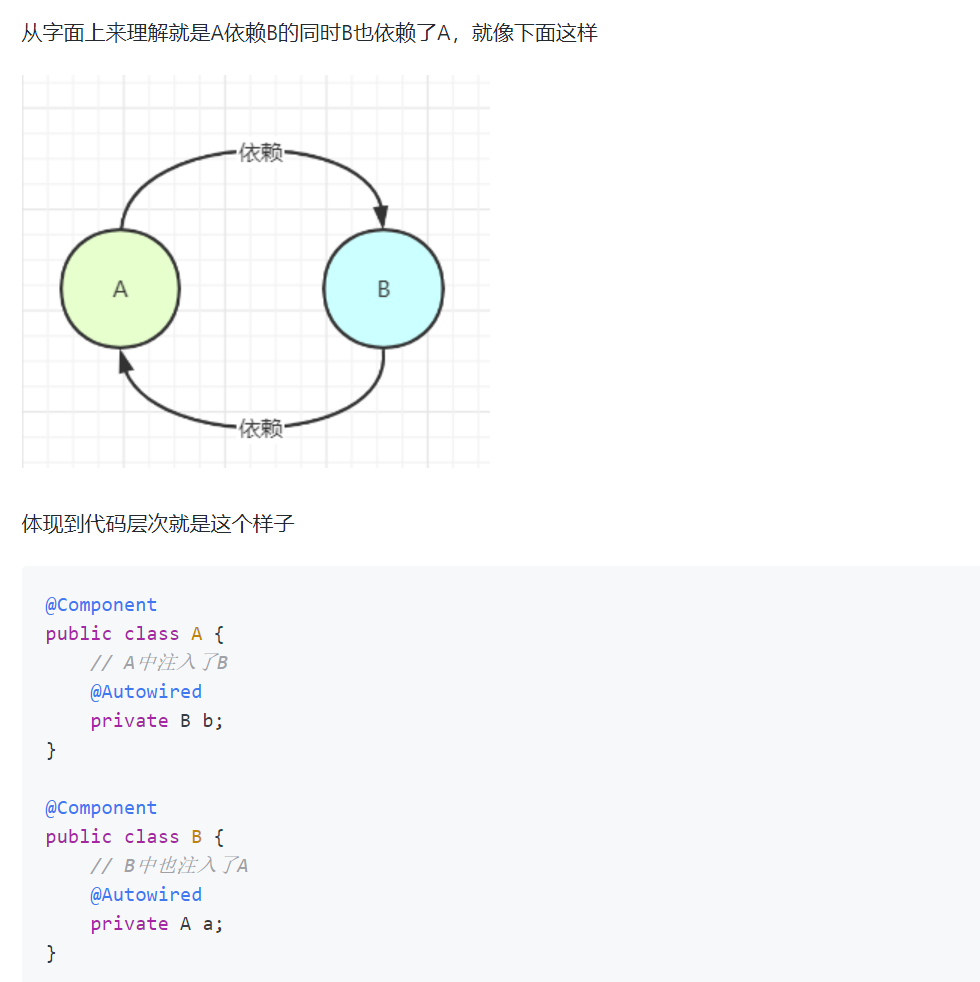 从字面上来理解就是A依赖B的同时B也依赖了A，就像下面这样
依赖
A
B
依赖
体现到代码层次就是这个样子
@Component
public class A {
    // A中注入了B
    @Autowired
    private B b;
}
@Component
public class B {
    // B中也注入了A
    @Autowired
    private A a;
}